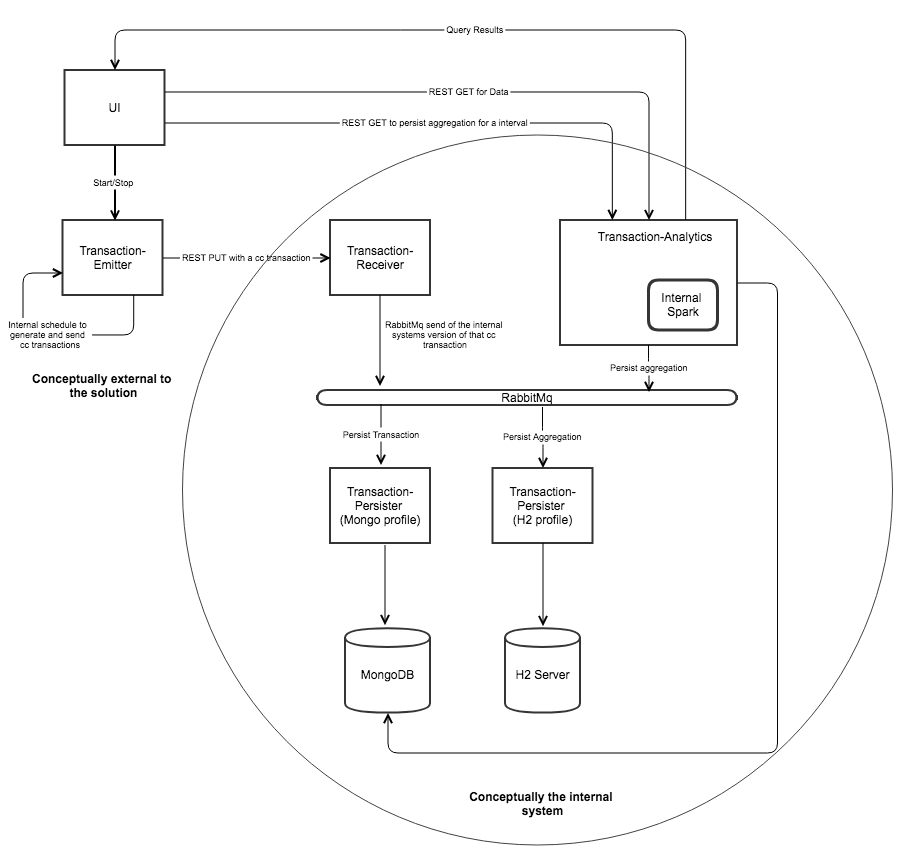 Query Results
UI
REST GET for Data
REST GET to persist aggregation for a interval
Start/Stop
Transaction-
Emitter
REST PUT with a cc transaction
Transaction-
Receiver
Transaction-Analytics
Internal
Spark
Internal schedule to
generate and send
cc transactions
RabbitMq send of the internal
systems version of that cc
transaction
Persist aggregation
Conceptually external to
the solution
RabbitMq
Persist Transaction
Persist Aggregation
Transaction-
Persister
(Mongo profile)
Transaction-
Persister
(H2 profile)
MongoDB
H2 Server
Conceptually the internal
system